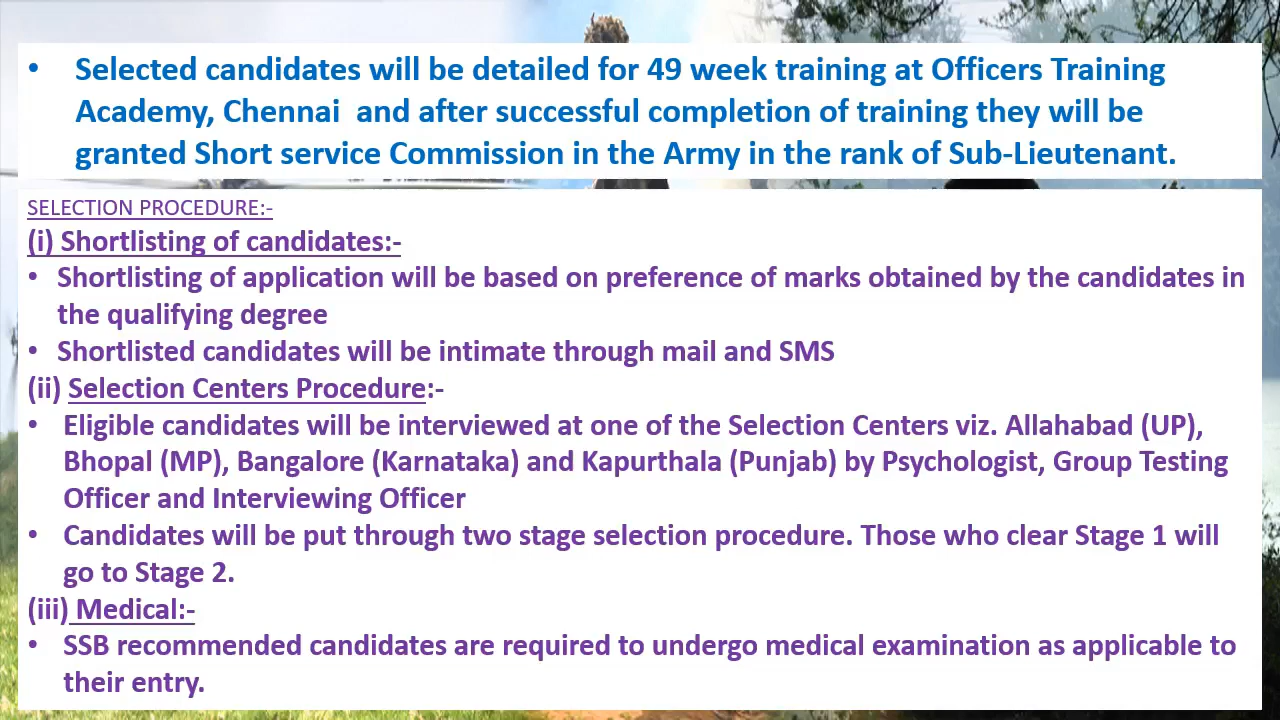 • Selected candidates will be detailed for 49 week training at Officers Training
Academy, Chennai  and after successful completion of training they will be
granted Short service Commission in the Army in the rank of Sub-Lieutenant.
SELECTION PROCEDURE:-
(i) Shortlisting of candidates:-
• Shortlisting of application will be based on preference of marks obtained by the candidates in
the qualifying degree
• Shortlisted candidates will be intimate through mail and SMS
(ii) Selection Centers Procedure:-
• Eligible candidates will be interviewed at one of the Selection Centers viz. Allahabad (UP),
Bhopal (MP), Bangalore (Karnataka) and Kapurthala (Punjab) by Psychologist, Group Testing
Officer and Interviewing Officer
• Candidates will be put through two stage selection procedure. Those who clear Stage 1 will
go to Stage 2.
(iii) Medical:-
• SSB recommended candidates are required to undergo medical examination as applicable to
their entry.